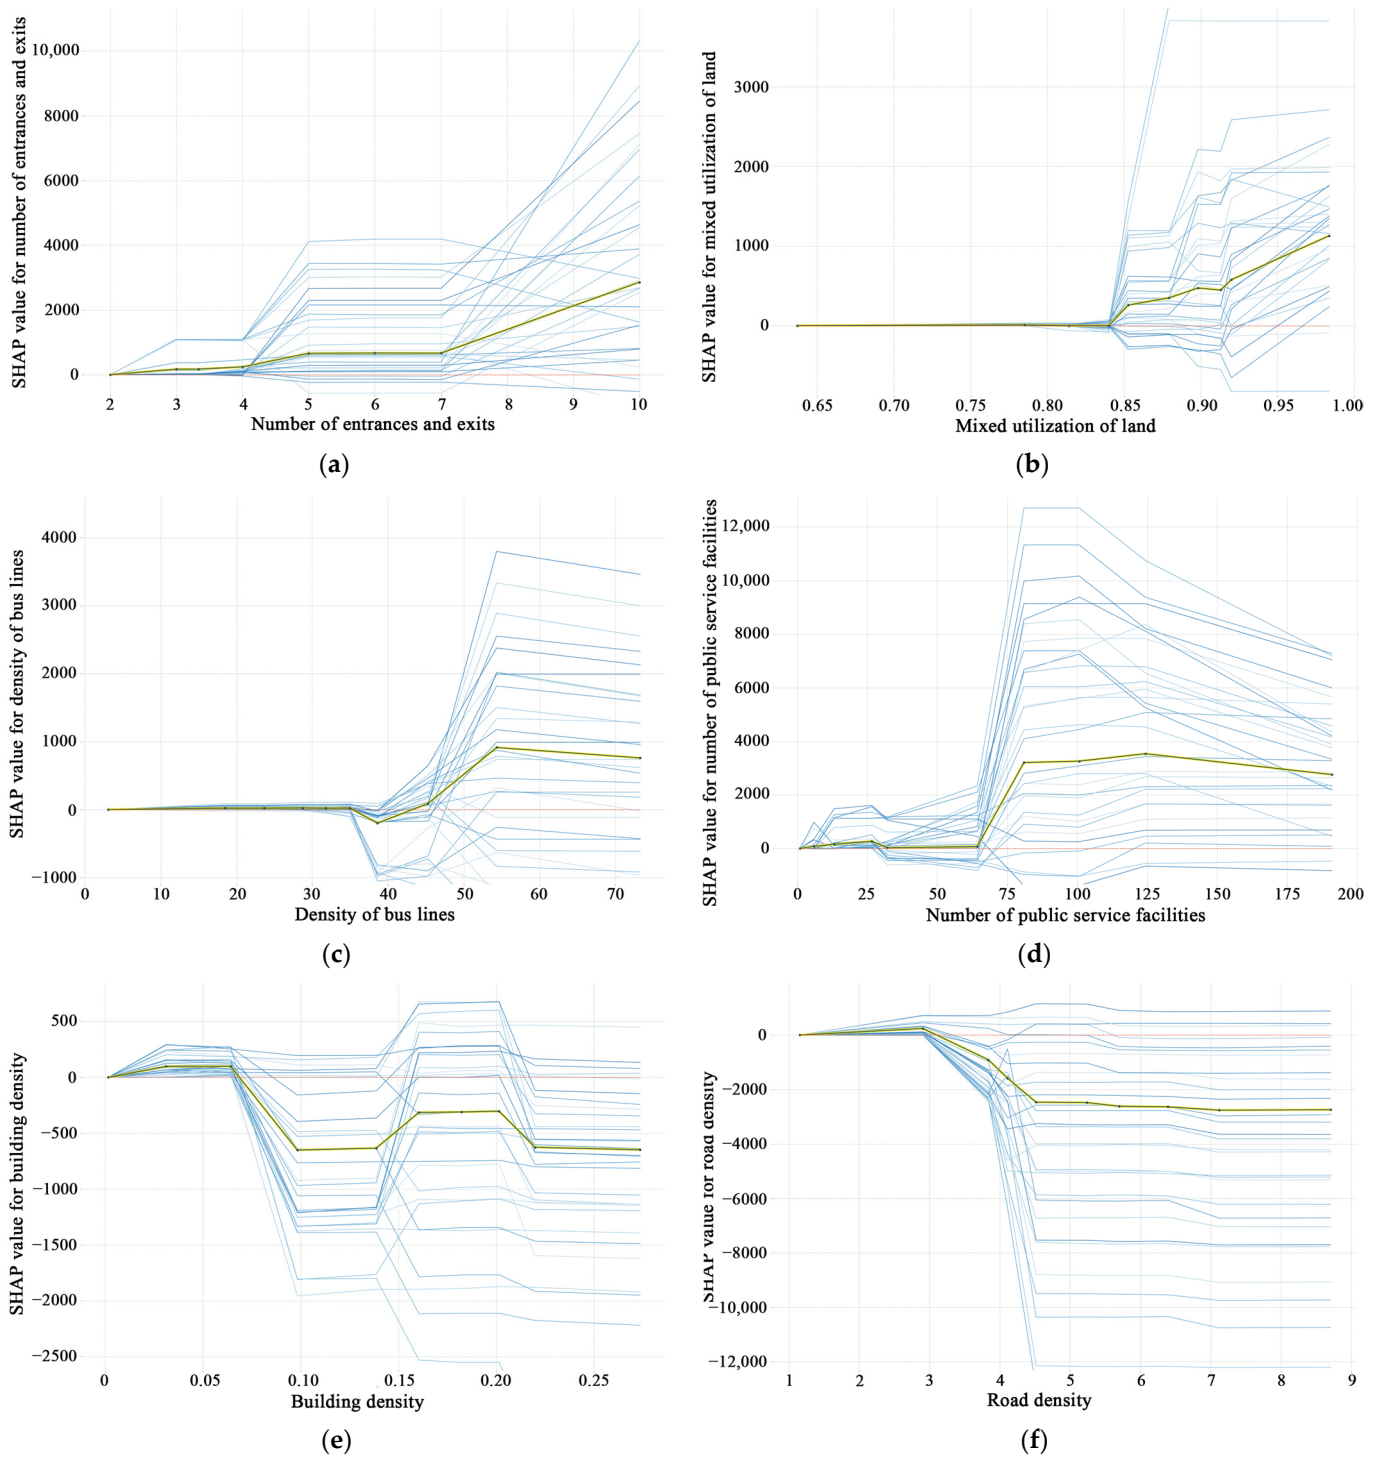 SHAP value for number of entrances and exits
10,000
8000
6000
4000
2000
0
2 3 4 5 6 7 8 9 10
Number of entrances and exits
(a)
SHAP value for mixed utilization of land
3000
2000
1000
0
0.65 0.70 0.75 0.80 0.85 0.90 0.95 1.00
Mixed utilization of land
(b)
SHAP value for density of bus lines
4000
3000
2000
1000
0
−1000
0 10 20 30 40 50 60 70
Density of bus lines
(c)
SHAP value for number of public service facilities
12,000
10,000
8000
6000
4000
2000
0
0 25 50 75 100 125 150 175 200
Number of public service facilities
(d)
SHAP value for building density
500
0
−500
−1000
−1500
−2000
−2500
0 0.05 0.10 0.15 0.20 0.25
Building density
(e)
SHAP value for road density
0
−2000
−4000
−6000
−8000
−10,000
−12,000
1 2 3 4 5 6 7 8 9
Road density
(f)